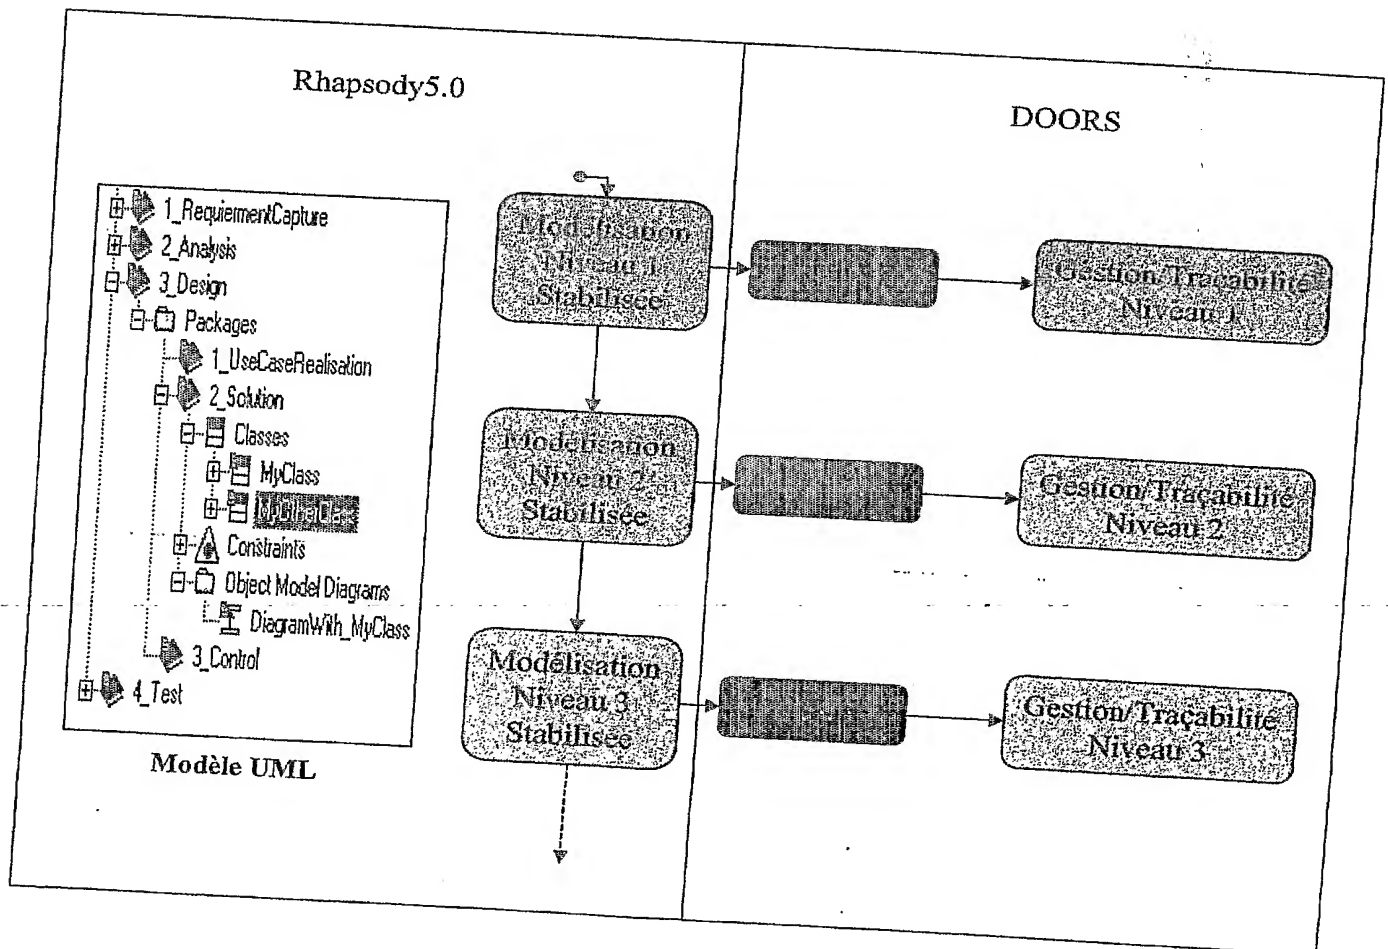 Rhapsody5.0
DOORS
1_RequiermentCapture
2_Analysis
3_Design
Packages
1_UseCaseRealisation
2_Solution
Classes
MyClass
Constraints
Object Model Diagrams
DiagramWith_MyClass
3_Control
4_Test
Modèle UML
Modélisation
Niveau 1
Stabilisée
Gestion/Traçabilité
Niveau 1
Modélisation
Niveau 2
Stabilisée
Gestion/Traçabilité
Niveau 2
Modélisation
Niveau 3
Stabilisée
Gestion/Traçabilité
Niveau 3